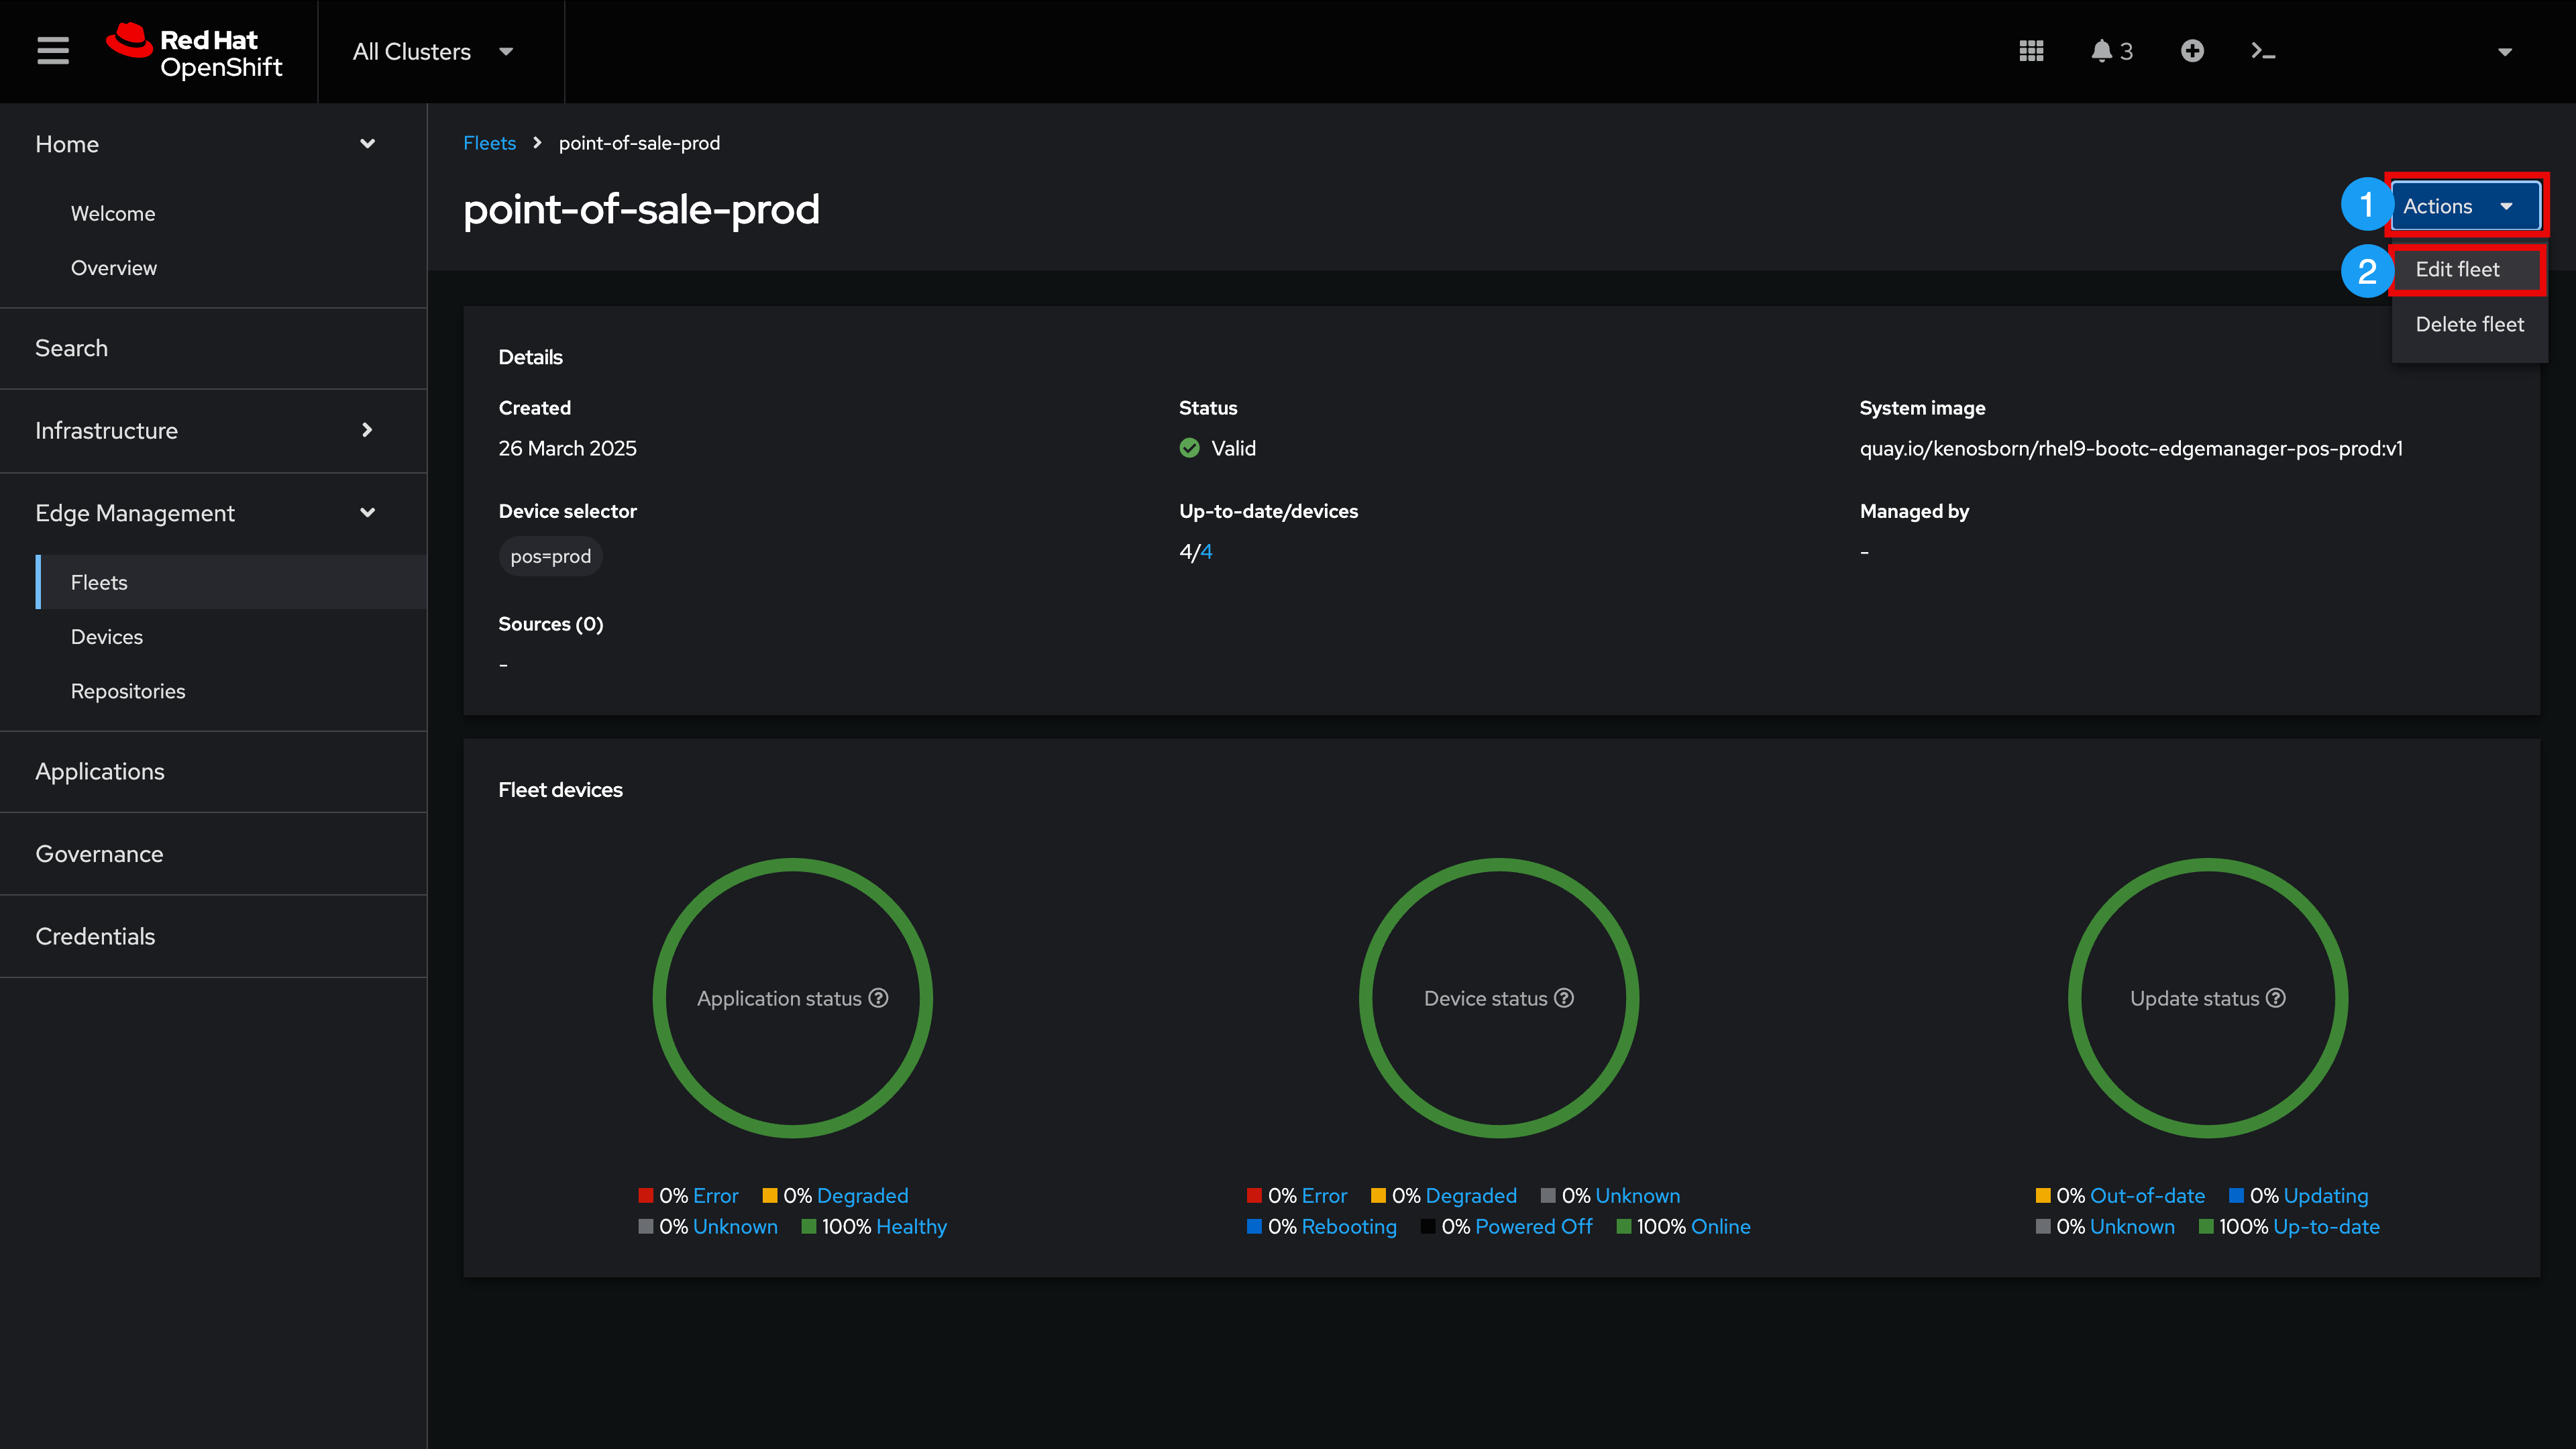 Red Hat
OpenShift
All Clusters
3
Home
Welcome
Overview
Search
Infrastructure
Edge Management
Fleets
Devices
Repositories
Applications
Governance
Credentials
Fleets > point-of-sale-prod
point-of-sale-prod
1 Actions
2 Edit fleet
Delete fleet
Details
Created
26 March 2025
Status
Valid
System image
quay.io/kenosborn/rhel9-bootc-edgemanager-pos-prod:v1
Device selector
pos=prod
Up-to-date/devices
4/4
Managed by
-
Sources (0)
-
Fleet devices
Application status
0% Error 0% Degraded
0% Unknown 100% Healthy
Device status
0% Error 0% Degraded 0% Unknown
0% Rebooting 0% Powered Off 100% Online
Update status
0% Out-of-date 0% Updating
0% Unknown 100% Up-to-date